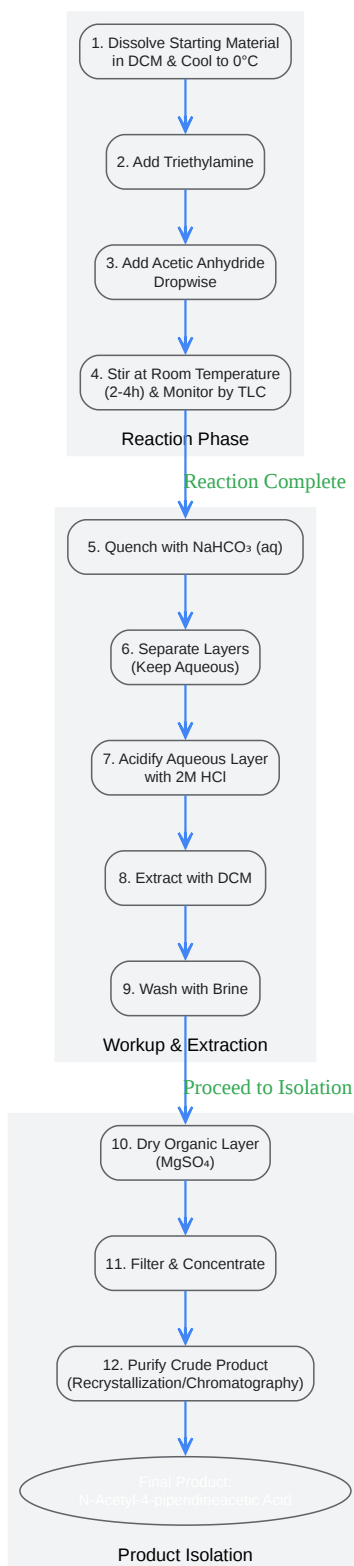 1. Dissolve Starting Material
in DCM & Cool to 0°C
2. Add Triethylamine
3. Add Acetic Anhydride
Dropwise
4. Stir at Room Temperature
(2-4h) & Monitor by TLC
Reaction Phase
Reaction Complete
5. Quench with NaHCO₃ (aq)
6. Separate Layers
(Keep Aqueous)
7. Acidify Aqueous Layer
with 2M HCl
8. Extract with DCM
9. Wash with Brine
Workup & Extraction
Proceed to Isolation
10. Dry Organic Layer
(MgSO₄)
11. Filter & Concentrate
12. Purify Crude Product
(Recrystallization/Chromatography)
Final Product:
N-Acetyl-4-piperidineacetic Acid
Product Isolation